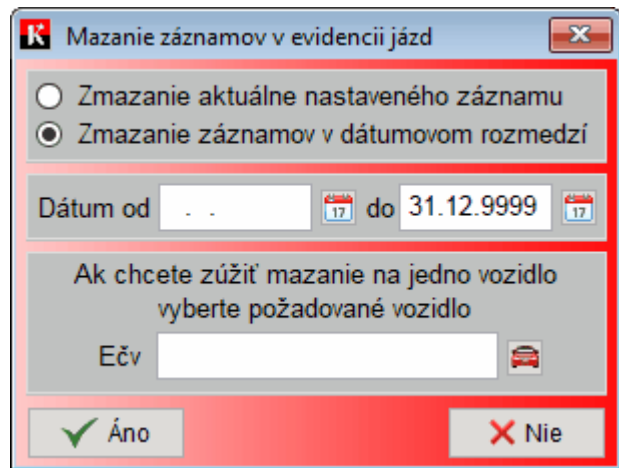 K Mazanie záznamov v evidencii jázd
Zmazanie aktuálne nastaveného záznamu
Zmazanie záznamov v dátumovom rozmedzí
Dátum od . . 17 do 31.12.9999 17
Ak chcete zúžiť mazanie na jedno vozidlo
vyberte požadované vozidlo
Ečv
Áno Nie